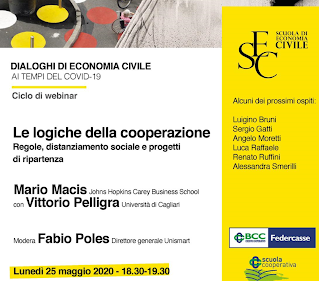 DIALOGHI DI ECONOMIA CIVILE
AI TEMPI DEL COVID-19
Ciclo di webinar
Le logiche della cooperazione
Regole, distanziamento sociale e progetti
di ripartenza
Mario Macis Johns Hopkins Carey Business School
con Vittorio Pelligra Università di Cagliari
Modera Fabio Poles Direttore generale Unismart
Lunedì 25 maggio 2020 - 18.30-19.30
SEC
SCUOLA DI
ECONOMIA
CIVILE
Alcuni dei prossimi ospiti:
Luigino Bruni
Sergio Gatti
Angelo Moretti
Luca Raffaele
Renato Ruffini
Alessandra Smerilli
BCC
Federcasse
scuola
cooperativa